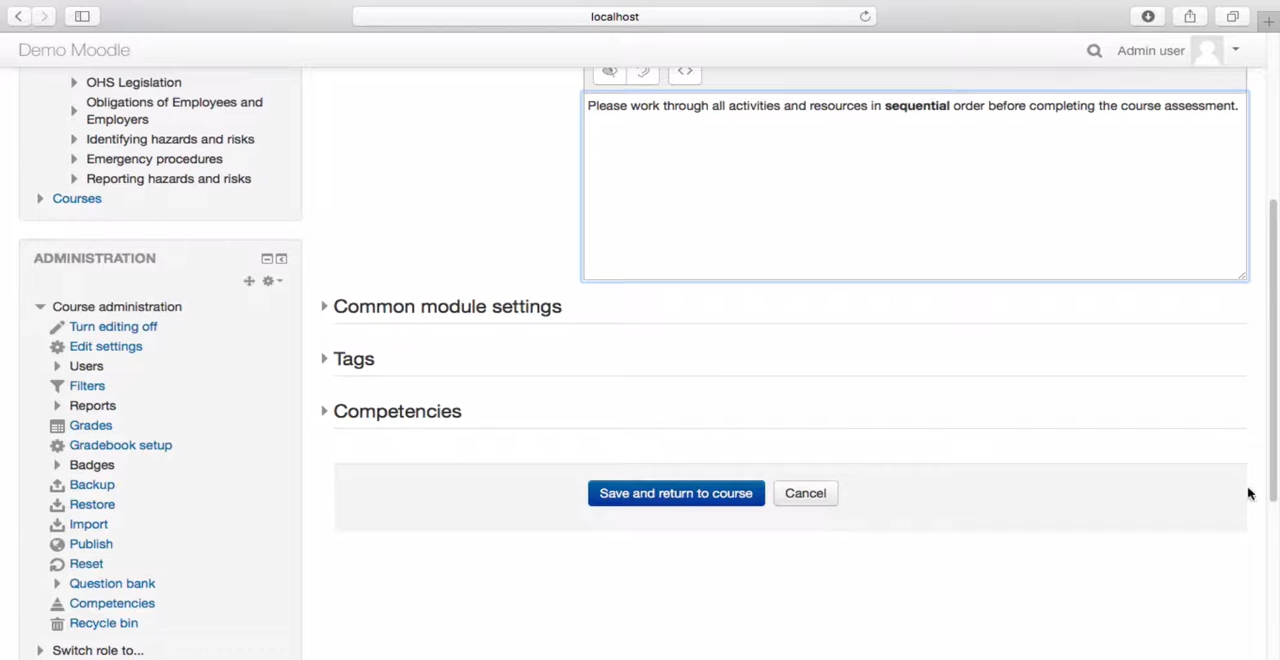 localhost
Demo Moodle
Admin user
OHS Legislation
Obligations of Employees and
Employers
Identifying hazards and risks
Emergency procedures
Reporting hazards and risks
Courses
ADMINISTRATION
Course administration
Turn editing off
Edit settings
Users
Filters
Reports
Grades
Gradebook setup
Badges
Backup
Restore
Import
Publish
Reset
Question bank
Competencies
Recycle bin
Switch role to...
Please work through all activities and resources in sequential order before completing the course assessment.
Common module settings
Tags
Competencies
Save and return to course
Cancel